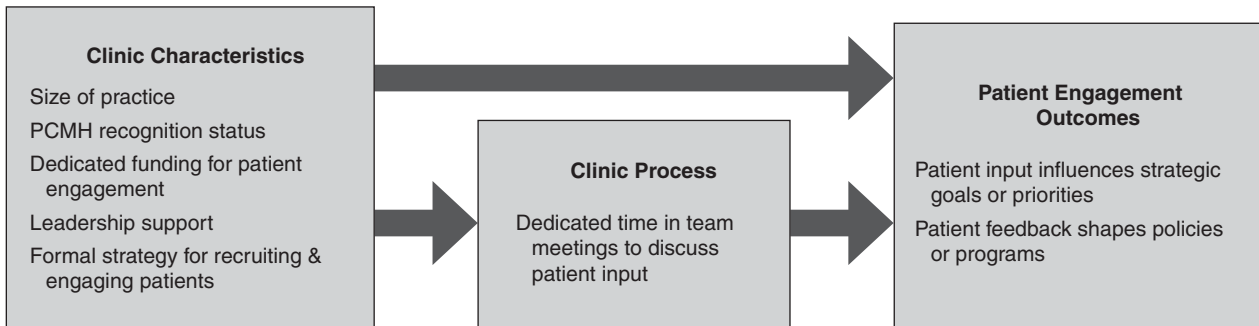 Clinic Characteristics
Size of practice
PCMH recognition status
Dedicated funding for patient
engagement
Leadership support
Formal strategy for recruiting &
engaging patients
Clinic Process
Dedicated time in team
meetings to discuss
patient input
Patient Engagement
Outcomes
Patient input influences strategic
goals or priorities
Patient feedback shapes policies
or programs